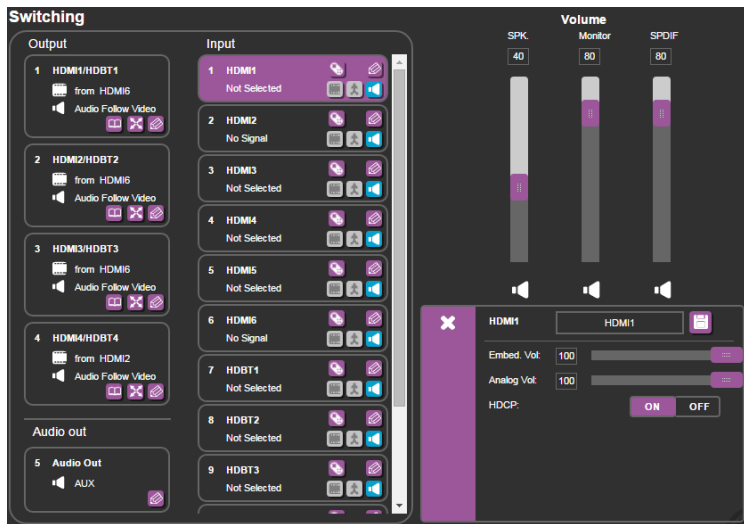 Switching
Output
1 HDMI1/HDBT1
from HDMI6
Audio Follow Video
2 HDMI2/HDBT2
from HDMI6
Audio Follow Video
3 HDMI3/HDBT3
from HDMI6
Audio Follow Video
4 HDMI4/HDBT4
from HDMI2
Audio Follow Video
Audio out
5 Audio Out
AUX
Input
1 HDMI1
Not Selected
2 HDMI2
No Signal
3 HDMI3
Not Selected
4 HDMI4
Not Selected
5 HDMI5
Not Selected
6 HDMI6
No Signal
7 HDBT1
Not Selected
8 HDBT2
Not Selected
9 HDBT3
Not Selected
Volume
SPK. Monitor SPDIF
40 80 80
HDMI1 HDMI1
Embed. Vol: 100
Analog Vol: 100
HDCP: ON OFF